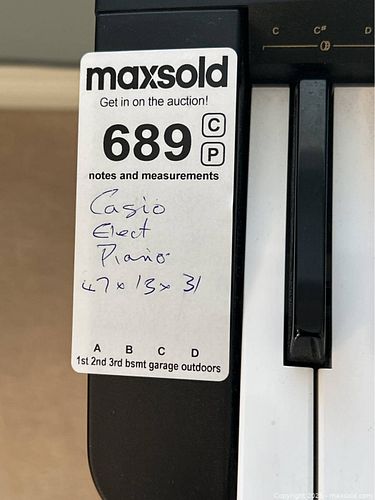 C C# D
maxsold
Get in on the auction!
689 C
P
notes and measurements
Casio
Elect
Piano
47 x 13 x 31
A B C D
1st 2nd 3rd bsmt garage outdoors